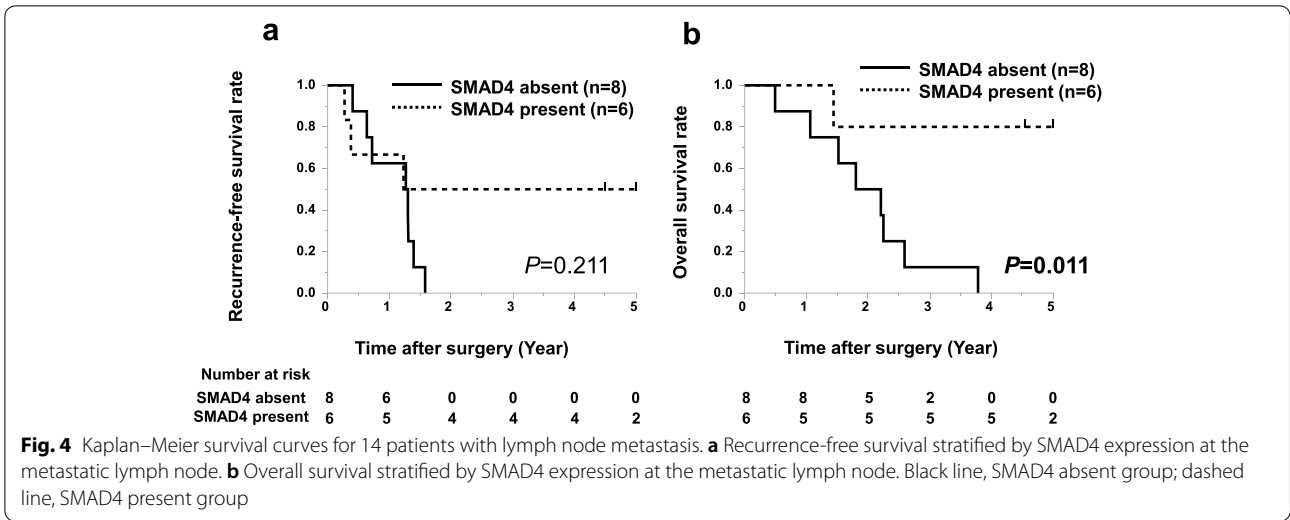 a
Recurrence-free survival rate
1.0
0.8
0.6
0.4
0.2
0.0
SMAD4 absent (n=8)
SMAD4 present (n=6)
P=0.211
0 1 2 3 4 5
Time after surgery (Year)
b
Overall survival rate
1.0
0.8
0.6
0.4
0.2
0.0
SMAD4 absent (n=8)
SMAD4 present (n=6)
P=0.011
0 1 2 3 4 5
Time after surgery (Year)
Number at risk
SMAD4 absent 8 6 0 0 0 0 8 8 5 2 0 0
SMAD4 present 6 5 4 4 4 2 6 5 5 5 5 2
Fig. 4 Kaplan–Meier survival curves for 14 patients with lymph node metastasis. a Recurrence-free survival stratified by SMAD4 expression at the
metastatic lymph node. b Overall survival stratified by SMAD4 expression at the metastatic lymph node. Black line, SMAD4 absent group; dashed
line, SMAD4 present group